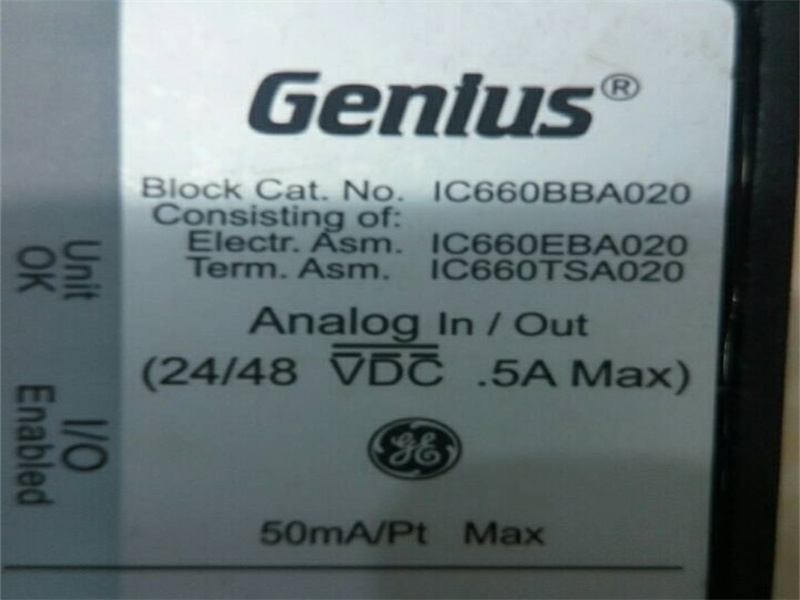 Genius®
Block Cat. No. IC660BBA020
Consisting of:
Electr. Asm. IC660EBA020
Term. Asm. IC660TSA020
Analog In / Out
(24/48 VDC .5A Max)
GE
50mA/Pt Max
Unit
OK
I/O
Enabled